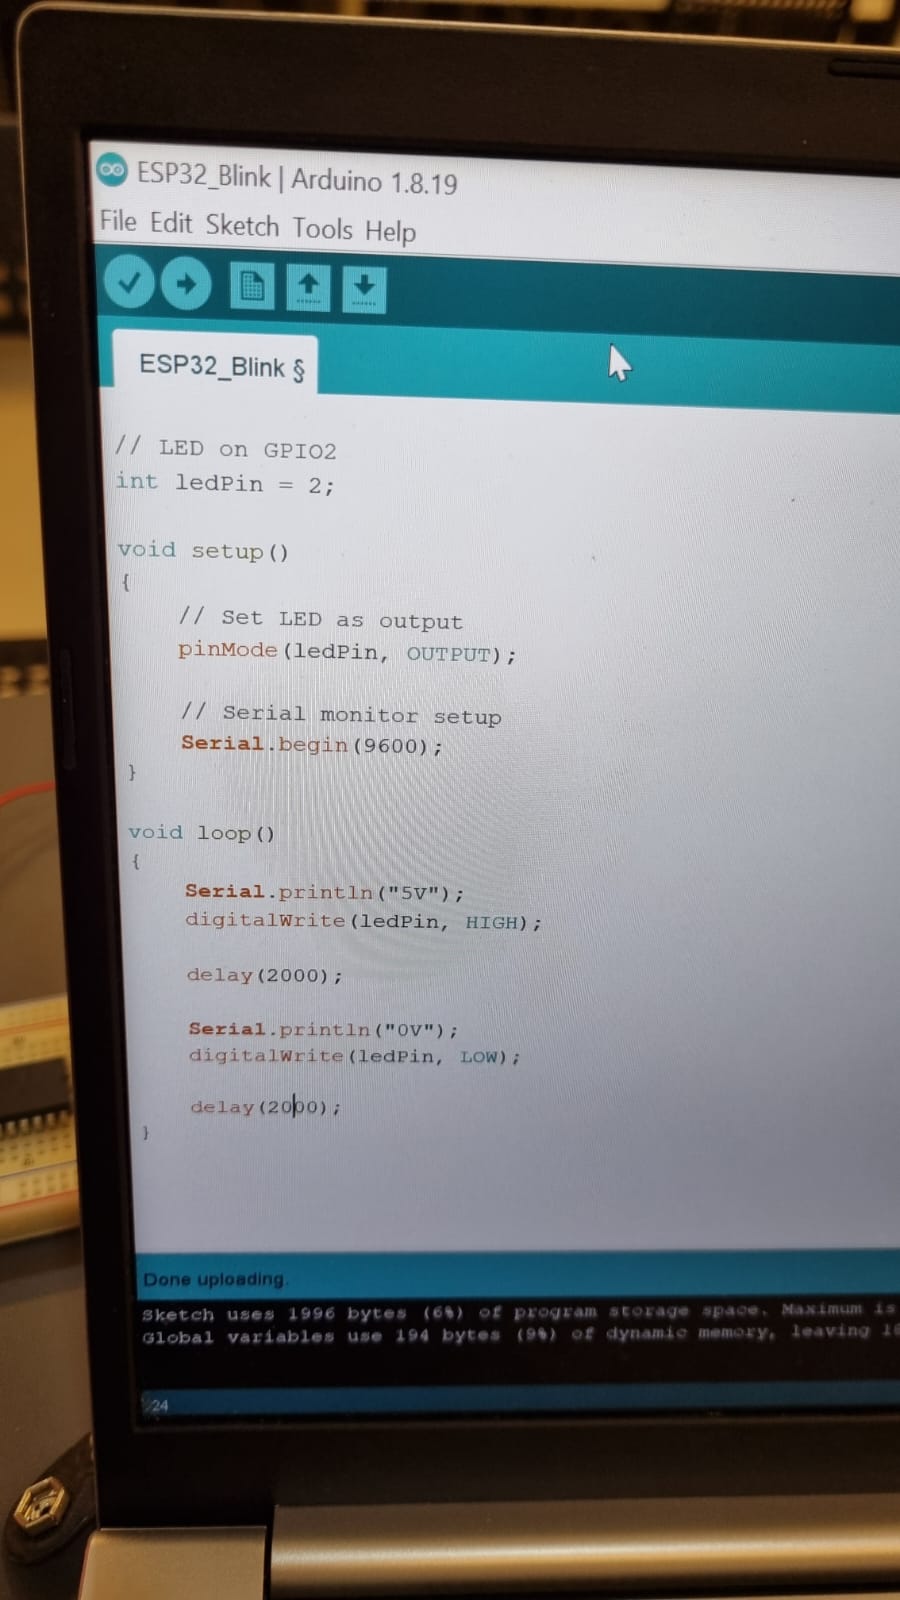 ESP32_Blink | Arduino 1.8.19
File Edit Sketch Tools Help
ESP32_Blink §
// LED on GPIO2
int ledPin = 2;
void setup()
{
// Set LED as output
pinMode(ledPin, OUTPUT);
// Serial monitor setup
Serial.begin(9600);
}
void loop()
{
Serial.println("5V");
digitalWrite(ledPin, HIGH);
delay(2000);
Serial.println("0V");
digitalWrite(ledPin, LOW);
delay(2000);
}
Done uploading.
Sketch uses 1996 bytes (6%) of program storage space. Maximum is
Global variables use 194 bytes (9%) of dynamic memory, leaving
24